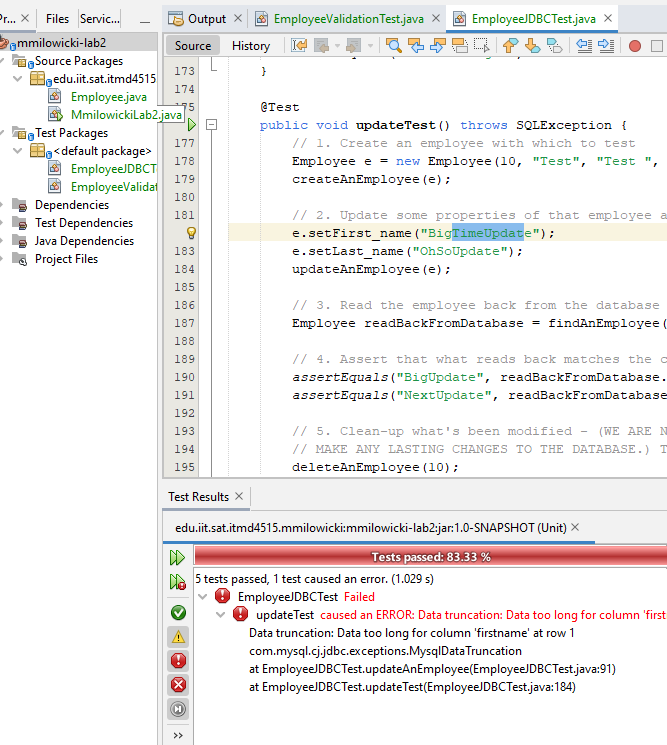 P...
Files
Servic...
mmilowicki-lab2
Source Packages
edu.iit.sat.itmd4515
Employee.java
MmilowickiLab2.java
Test Packages
<default package>
EmployeeJDBCT
EmployeeValidat
Dependencies
Test Dependencies
Java Dependencies
Project Files
Output
EmployeeValidationTest.java
EmployeeJDBCTest.java
Source
History
173 }
174
175 @Test
public void updateTest() throws SQLException {
177 // 1. Create an employee with which to test
178 Employee e = new Employee(10, "Test", "Test ",
179 createAnEmployee(e);
180
181 // 2. Update some properties of that employee a
e.setFirst_name("BigTimeUpdate");
183 e.setLast_name("OhSoUpdate");
184 updateAnEmployee(e);
185
186 // 3. Read the employee back from the database
187 Employee readBackFromDatabase = findAnEmployee(
188
189 // 4. Assert that what reads back matches the c
190 assertEquals("BigUpdate", readBackFromDatabase.
191 assertEquals("NextUpdate", readBackFromDatabase
192
193 // 5. Clean-up what's been modified - (WE ARE N
194 // MAKE ANY LASTING CHANGES TO THE DATABASE.) T
195 deleteAnEmployee(10);
Test Results
edu.iit.sat.itmd4515.mmilowicki:mmilowicki-lab2:jar:1.0-SNAPSHOT (Unit)
Tests passed: 83.33 %
5 tests passed, 1 test caused an error. (1.029 s)
EmployeeJDBCTest Failed
updateTest caused an ERROR: Data truncation: Data too long for column 'first
Data truncation: Data too long for column 'firstname' at row 1
com.mysql.cj.jdbc.exceptions.MysqlDataTruncation
at EmployeeJDBCTest.updateAnEmployee(EmployeeJDBCTest.java:91)
at EmployeeJDBCTest.updateTest(EmployeeJDBCTest.java:184)